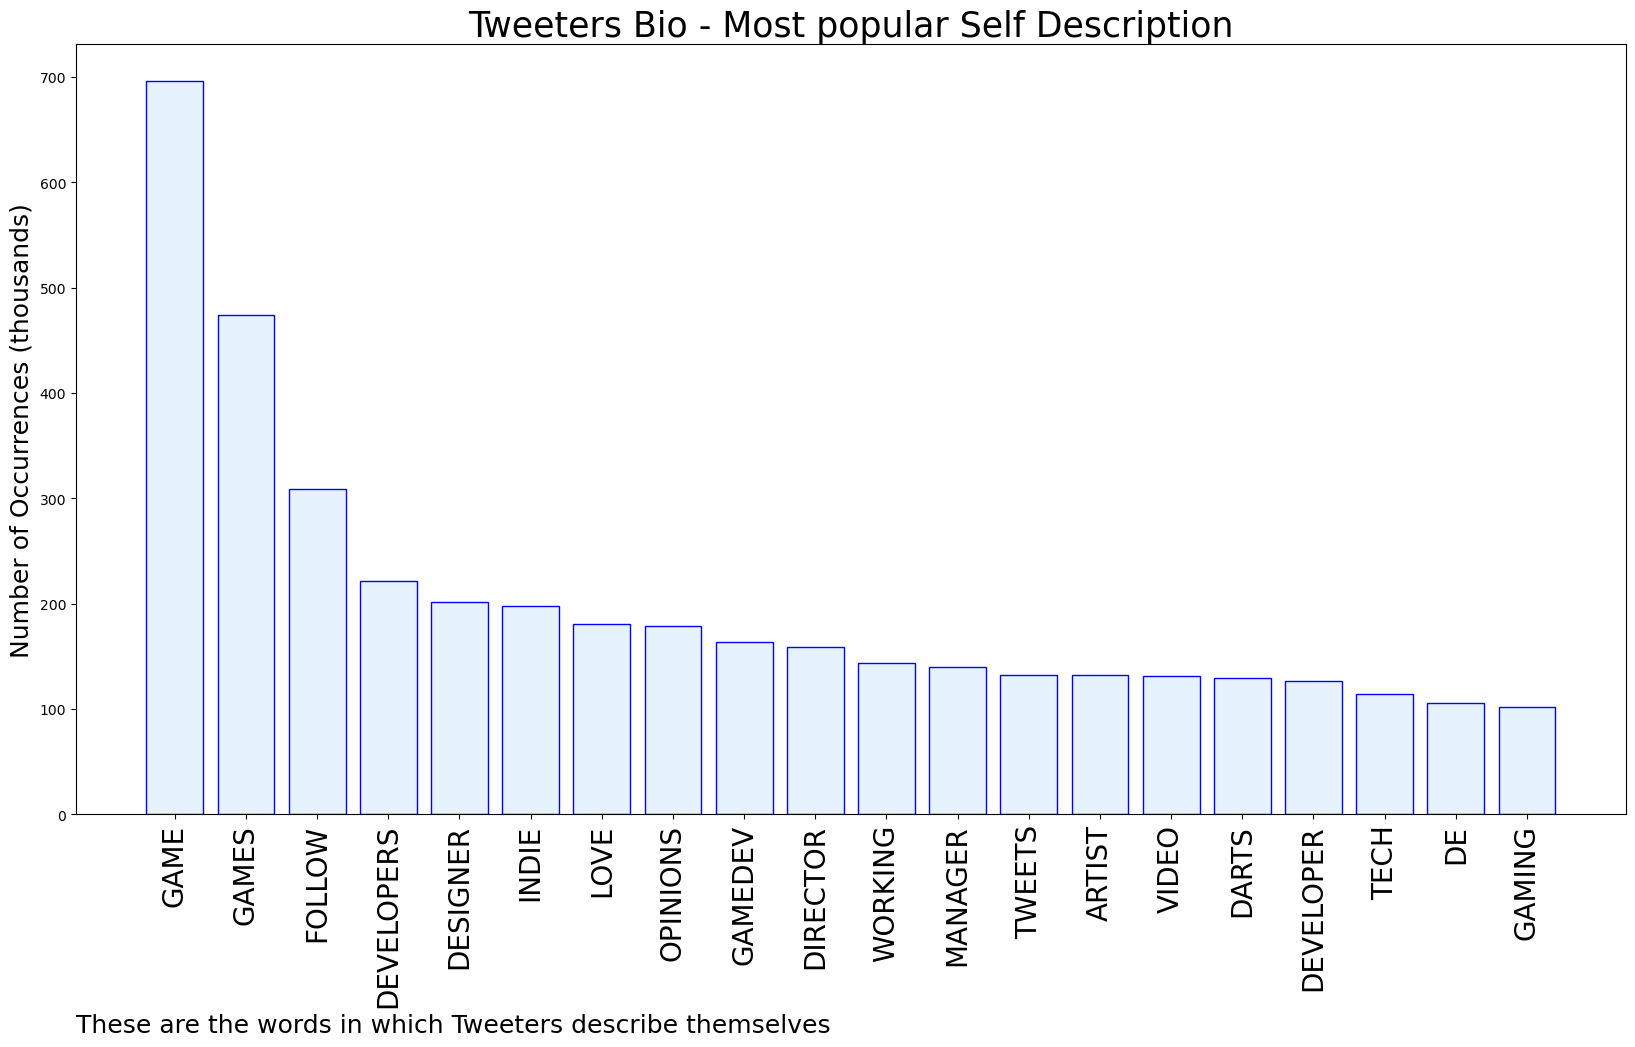 Tweeters Bio - Most popular Self Description
Number of Occurrences (thousands)
700
600
500
400
300
200
100
0
GAME
GAMES
FOLLOW
DEVELOPERS
DESIGNER
INDIE
LOVE
OPINIONS
GAMEDEV
DIRECTOR
WORKING
MANAGER
TWEETS
ARTIST
VIDEO
DARTS
DEVELOPER
TECH
DE
GAMING
These are the words in which Tweeters describe themselves